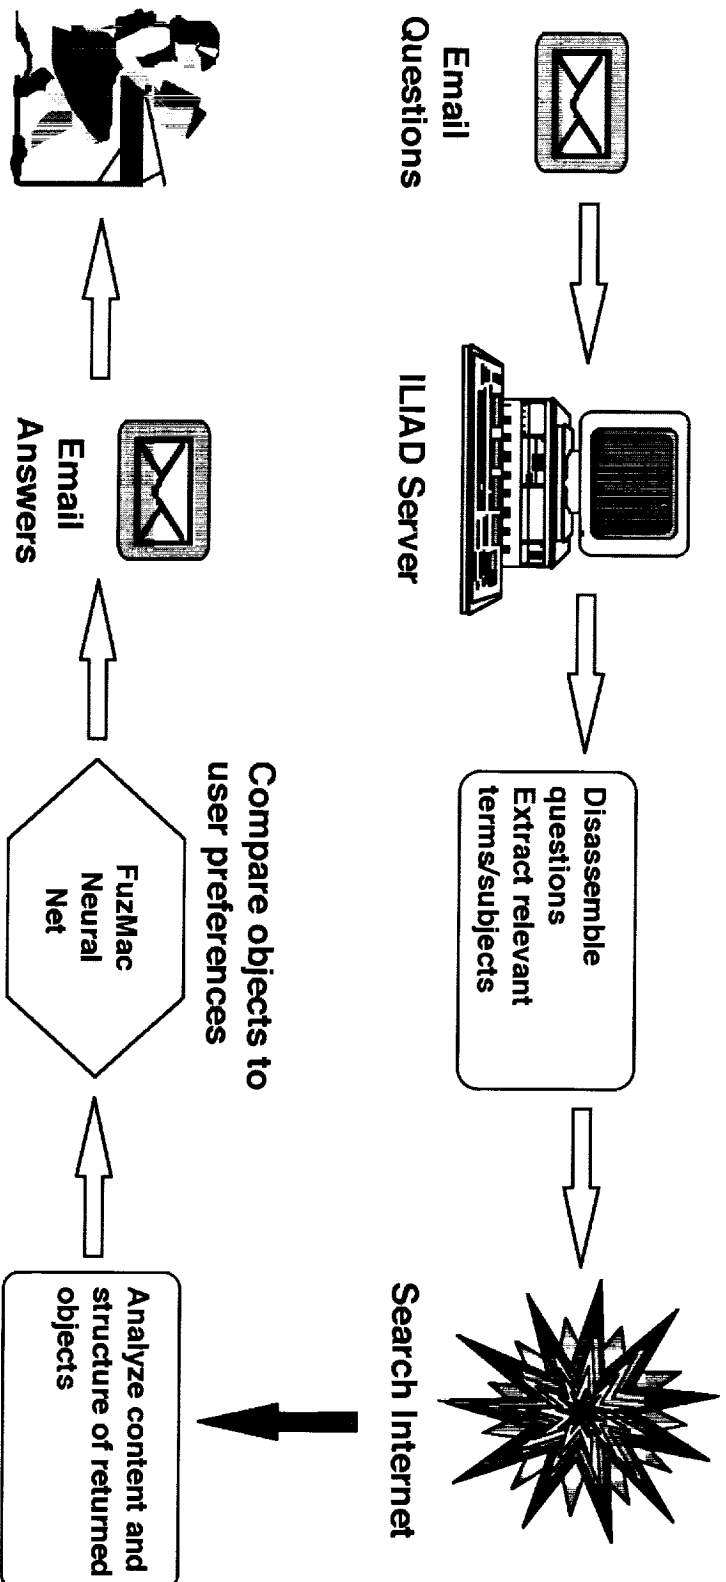 Email
Questions
ILIAD Server
Disassemble
questions
Extract relevant
terms/subjects
Search Internet
Analyze content and
structure of returned
objects
Compare objects to
user preferences
FuzMac
Neural
Net
Email
Answers